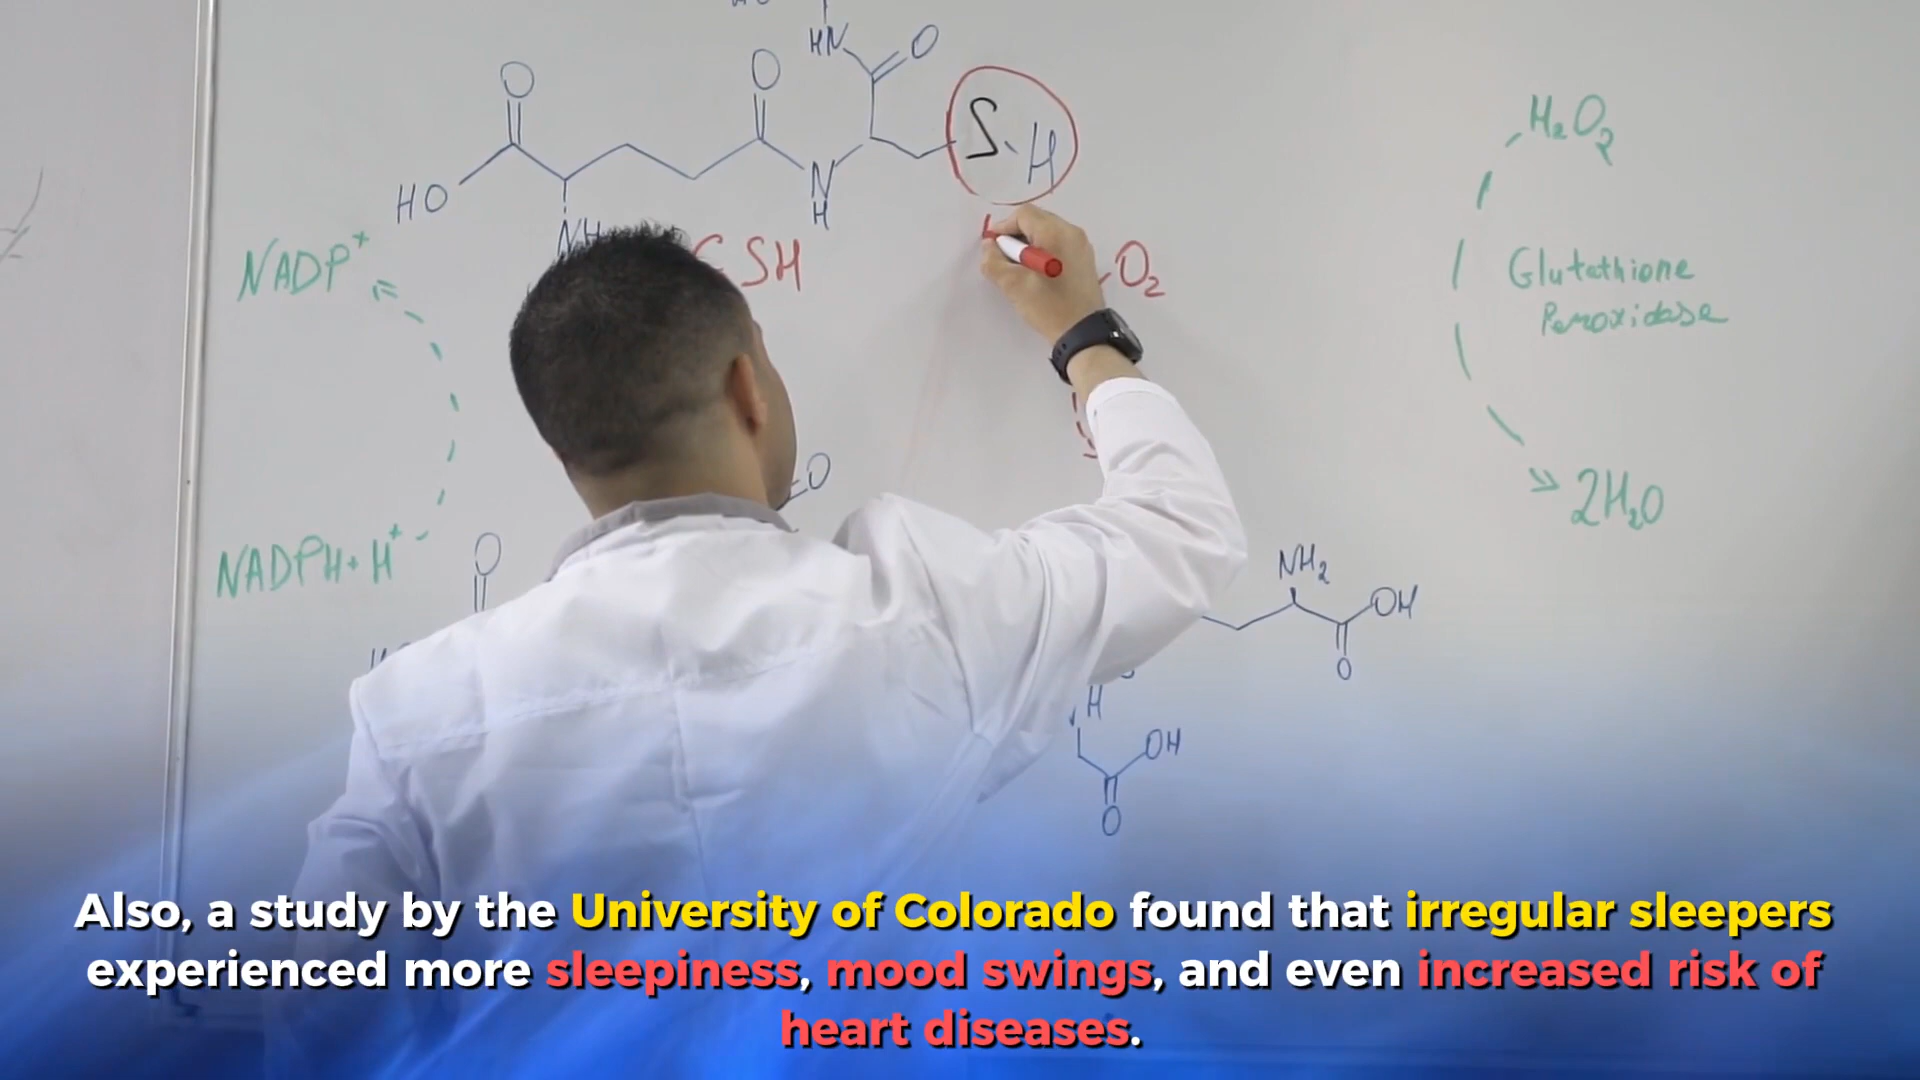 HN
O
O
O
S-H
H2O2
HO
N
H
NH
NADP+
GSH
O2
Glutathione
Peroxidase
O
2H2O
O
NADPH+H+
NH2
OH
O
H
OH
O
Also, a study by the University of Colorado found that irregular sleepers
experienced more sleepiness, mood swings, and even increased risk of
heart diseases.